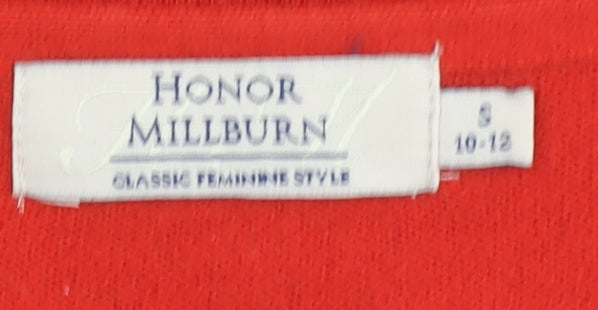 HONOR
MILLBURN
CLASSIC FEMININE STYLE
S
10-12